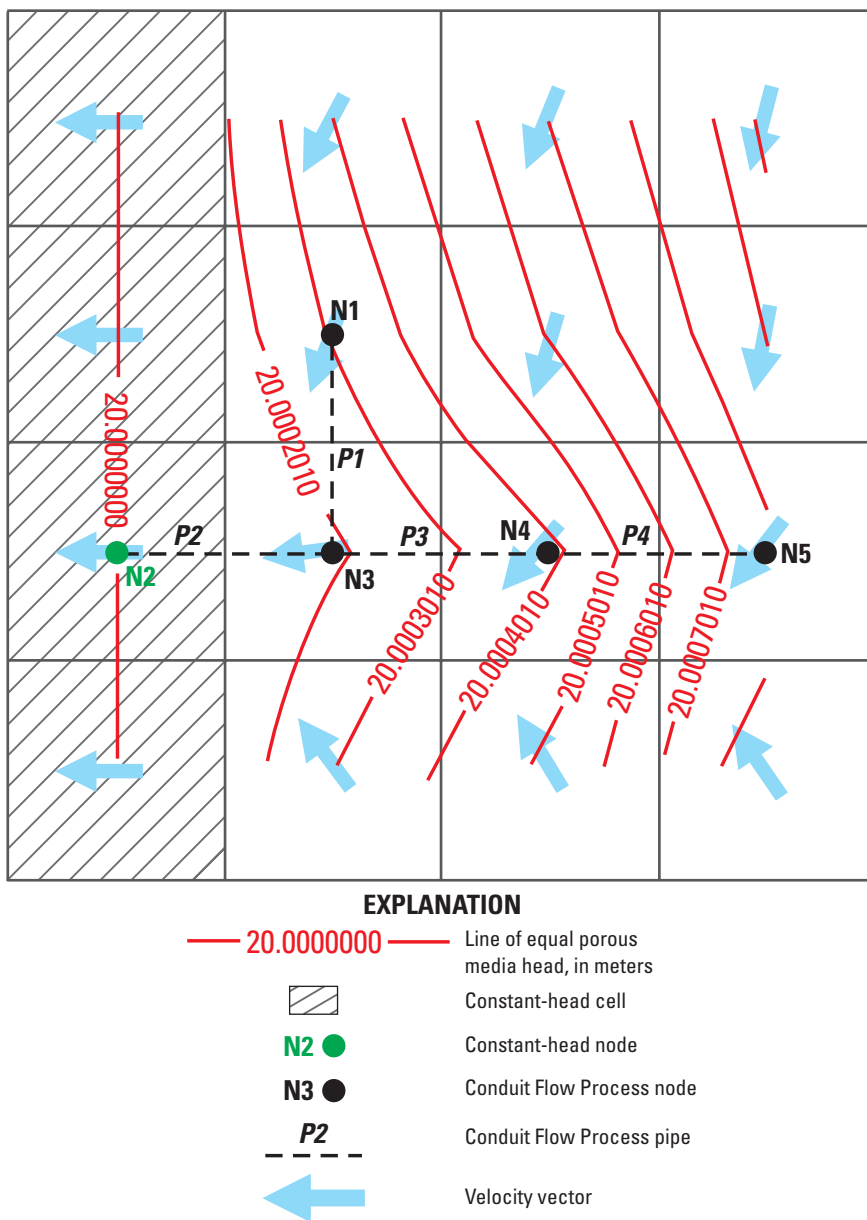 N1
20.0000000
20.0002010
P1
P2
P3
N4
P4
N2
N3
N5
20.0003010
20.0004010
20.0005010
20.0006010
20.0007010
EXPLANATION
20.0000000
Line of equal porous
media head, in meters
Constant-head cell
N2
Constant-head node
N3
Conduit Flow Process node
P2
Conduit Flow Process pipe
Velocity vector